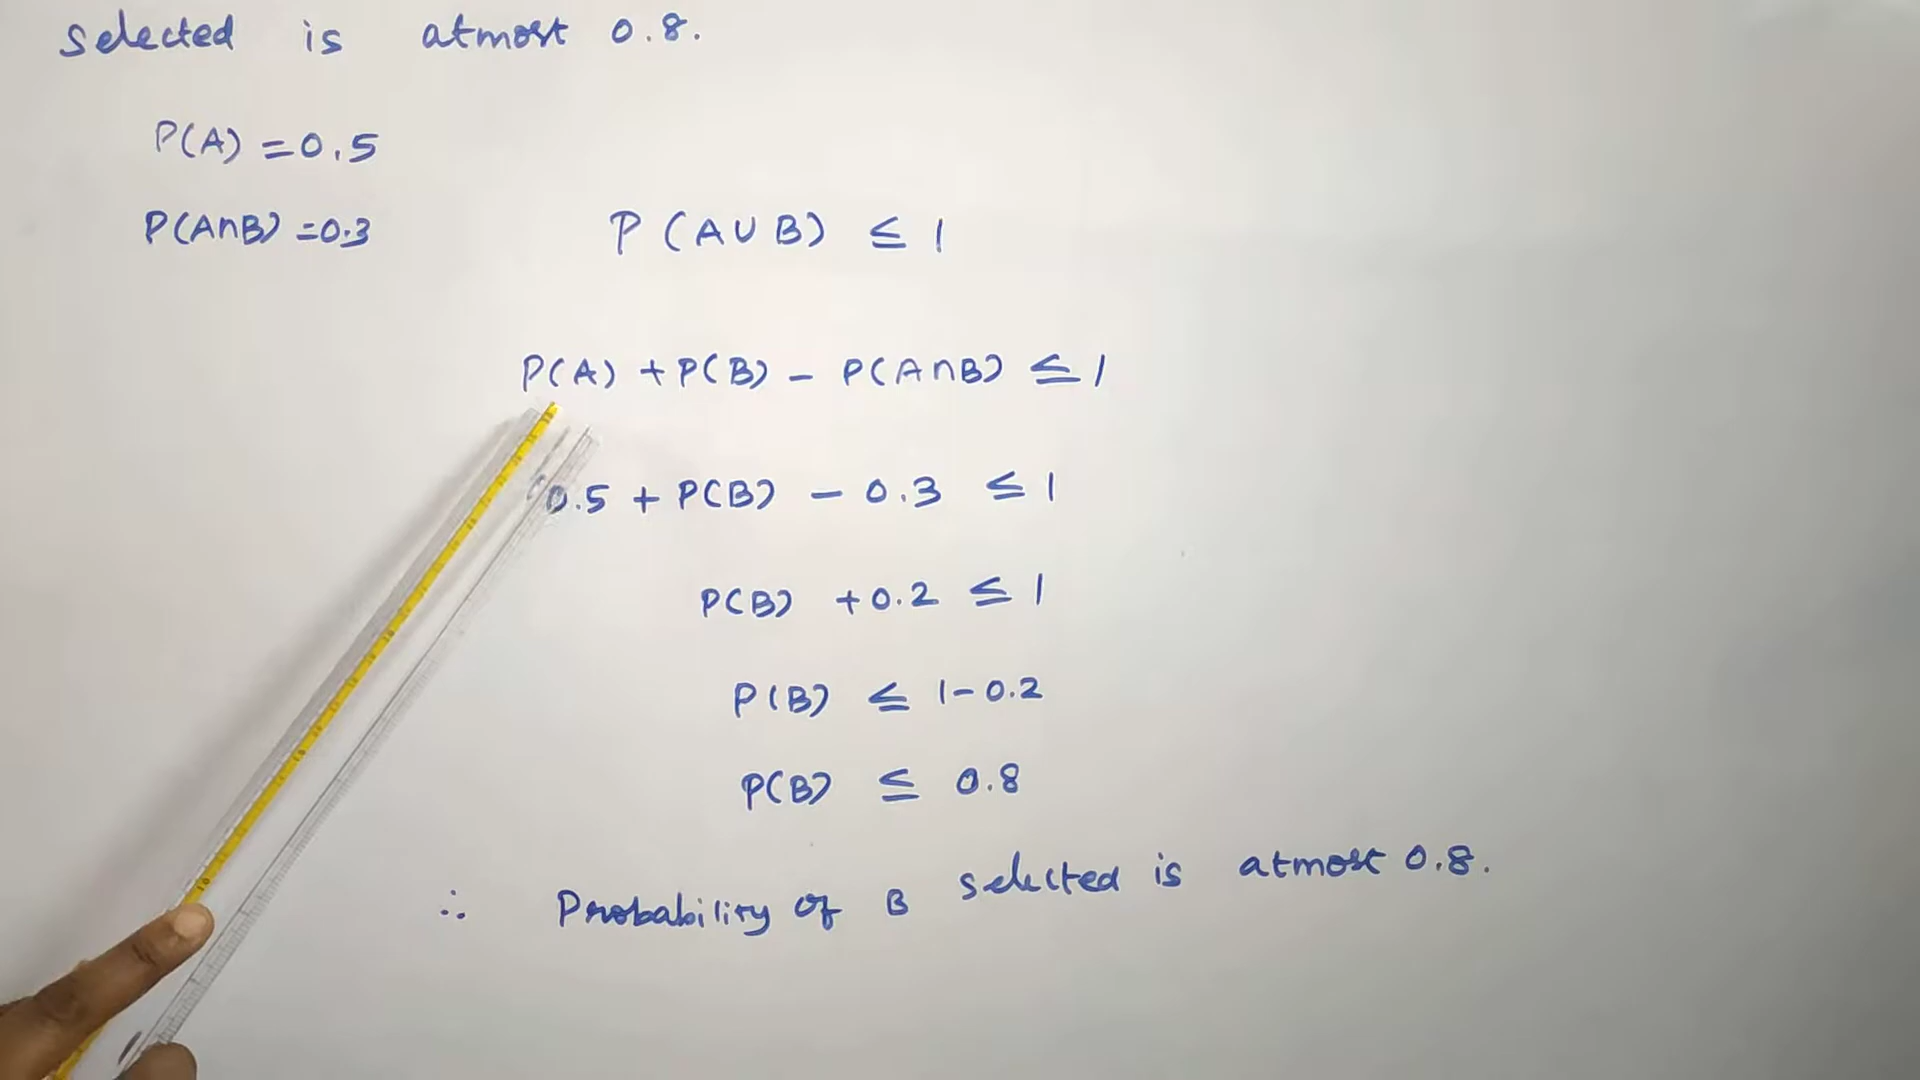 selected is atmost 0.8.
P(A) = 0.5
P(A∩B) = 0.3
P(A∪B) ≤ 1
P(A) + P(B) - P(A∩B) ≤ 1
0.5 + P(B) - 0.3 ≤ 1
P(B) + 0.2 ≤ 1
P(B) ≤ 1 - 0.2
P(B) ≤ 0.8
∴ Probability of B selected is atmost 0.8.